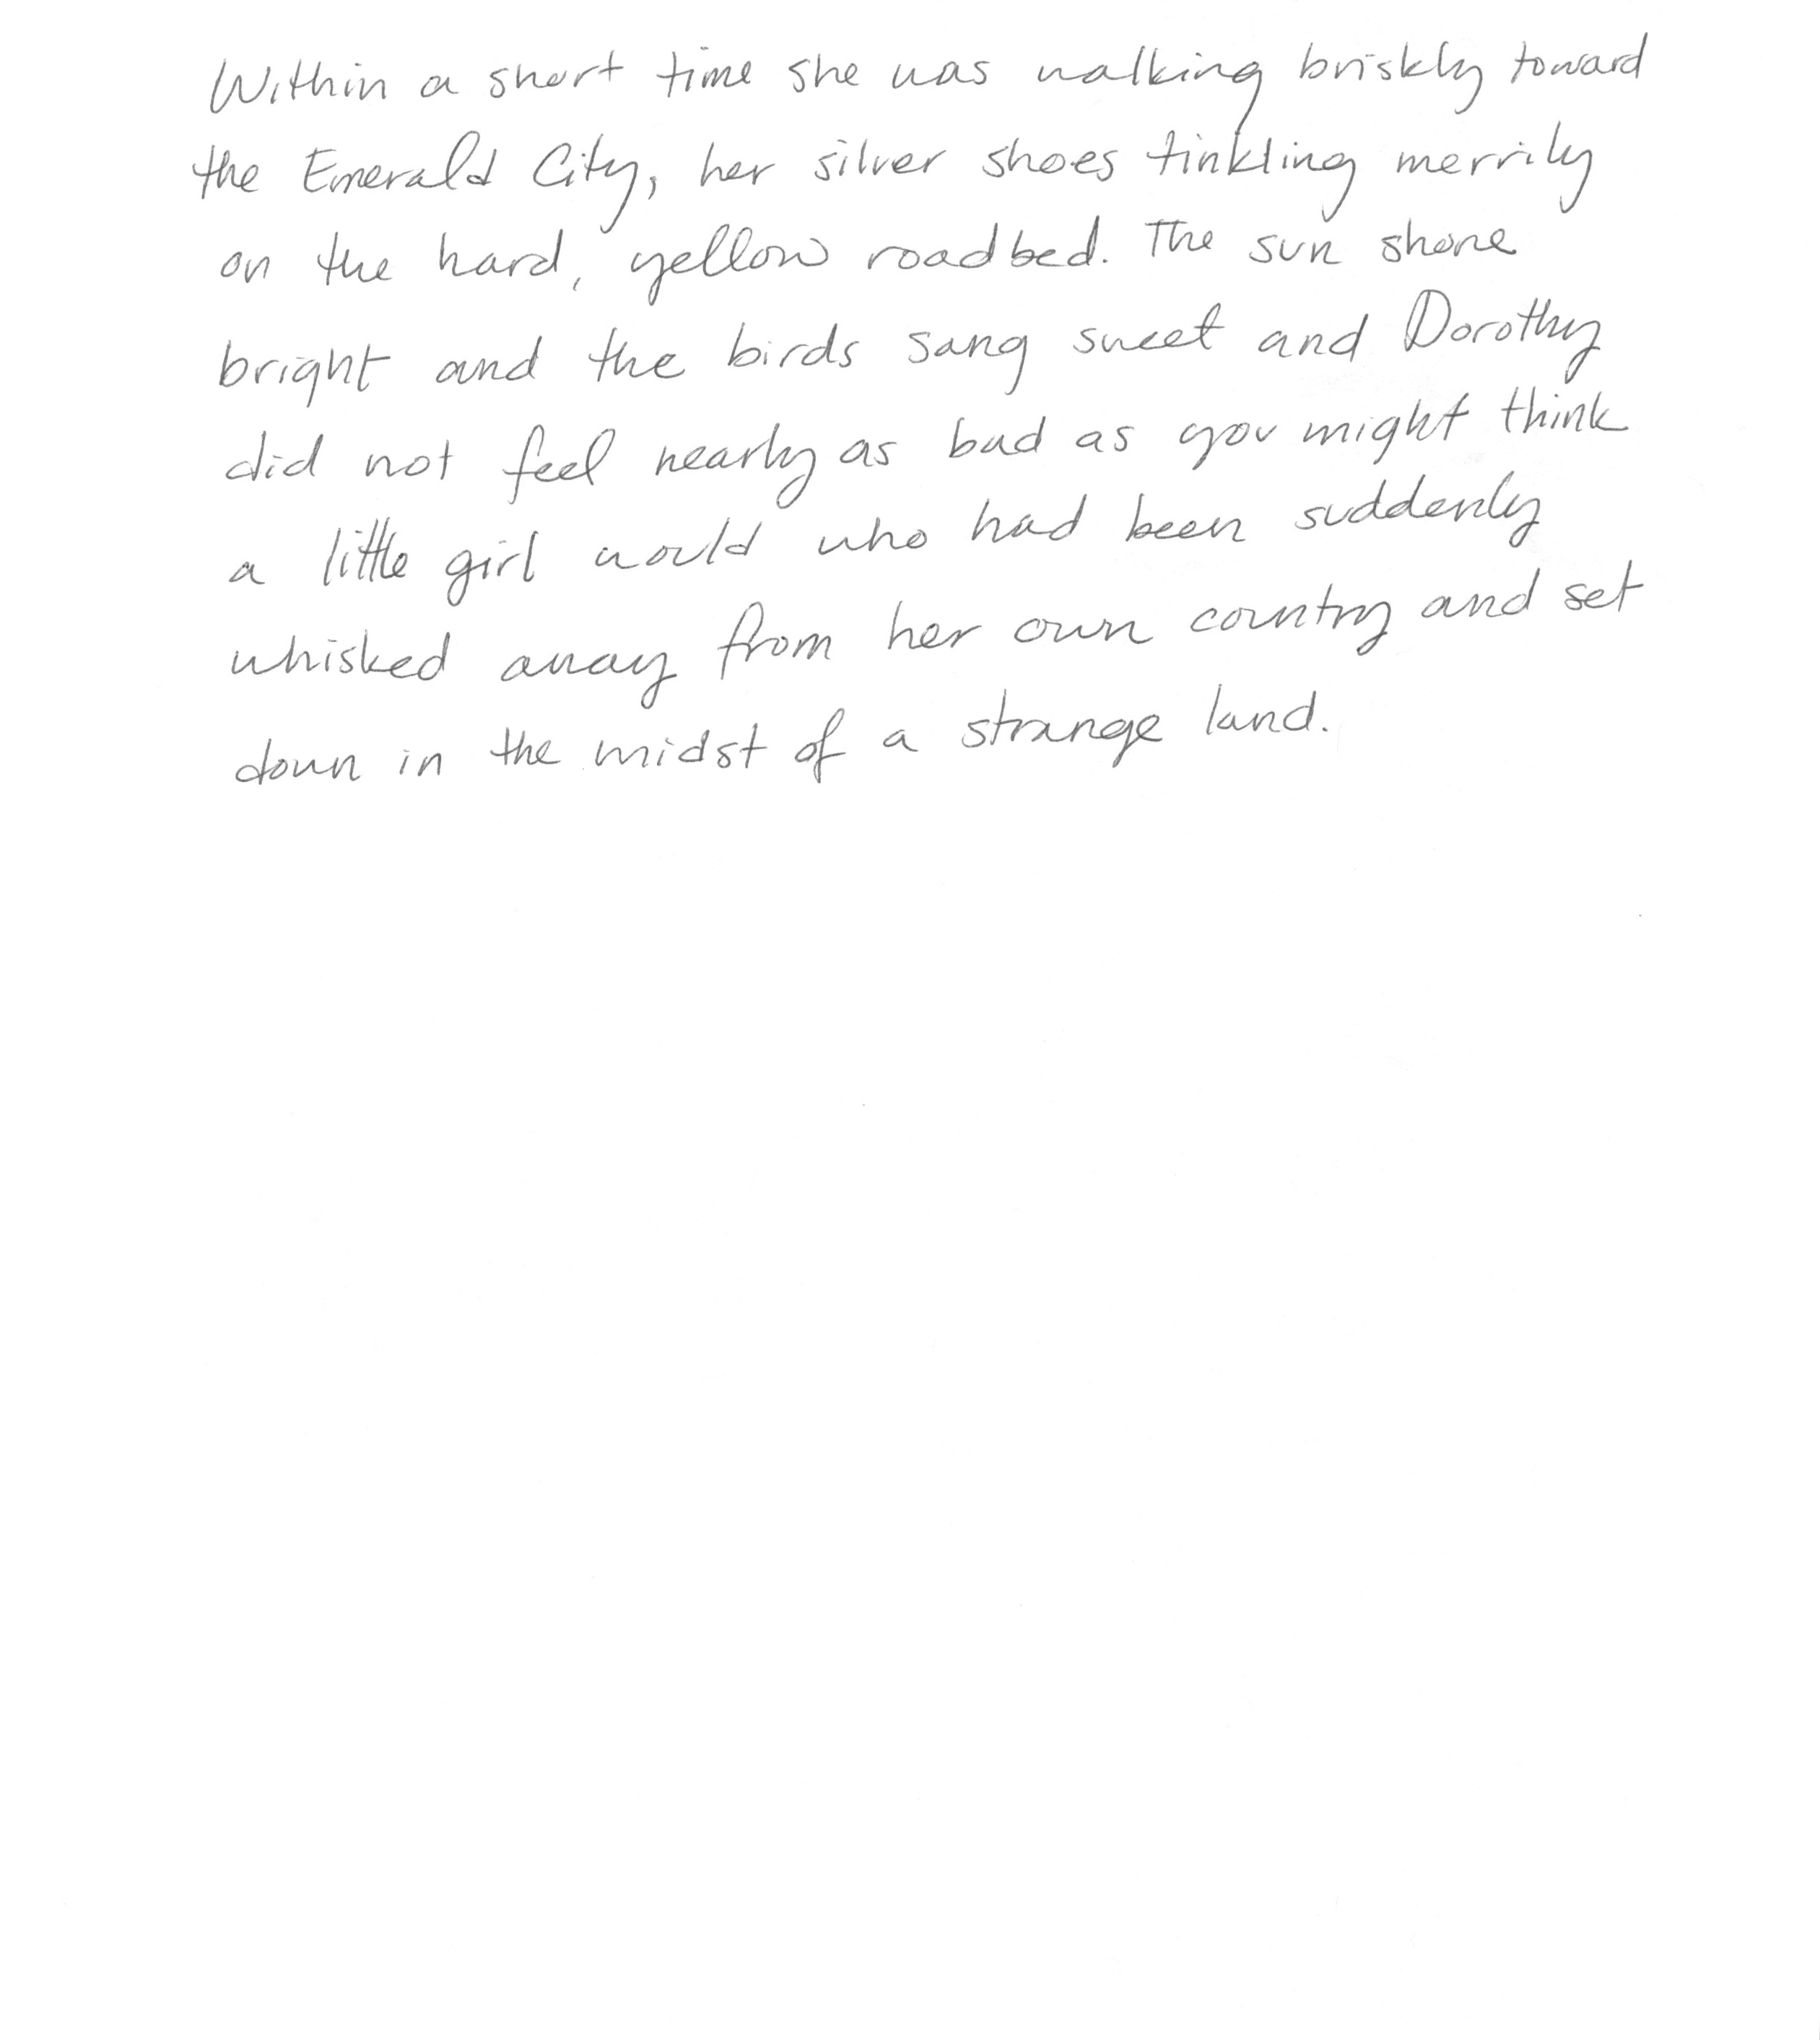 Within a short time she was walking briskly toward
the Emerald City, her silver shoes tinkling merrily
on the hard, yellow roadbed. The sun shone
bright and the birds sang sweet and Dorothy
did not feel nearly as bad as you might think
a little girl would who had been suddenly
whisked away from her own country and set
down in the midst of a strange land.